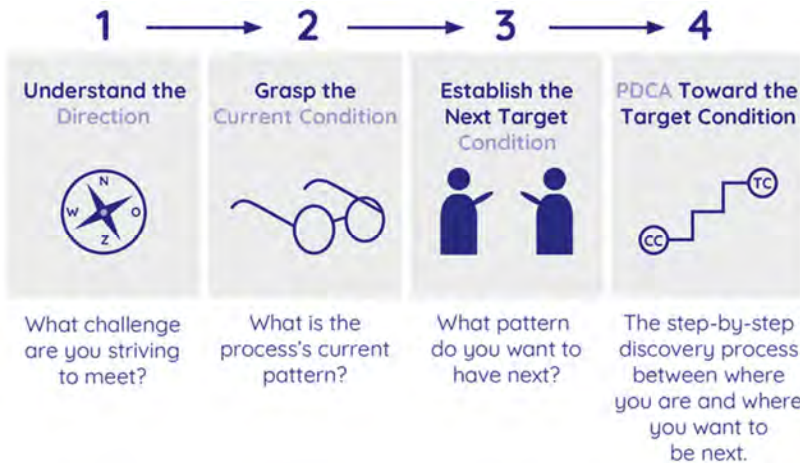 1
2
3
4
Understand the
Direction
N
W
O
Z
What challenge
are you striving
to meet?
Grasp the
Current Condition
What is the
process's current
pattern?
Establish the
Next Target
Condition
What pattern
do you want to
have next?
PDCA Toward the
Target Condition
TC
CC
The step-by-step
discovery process
between where
you are and where
you want to
be next.